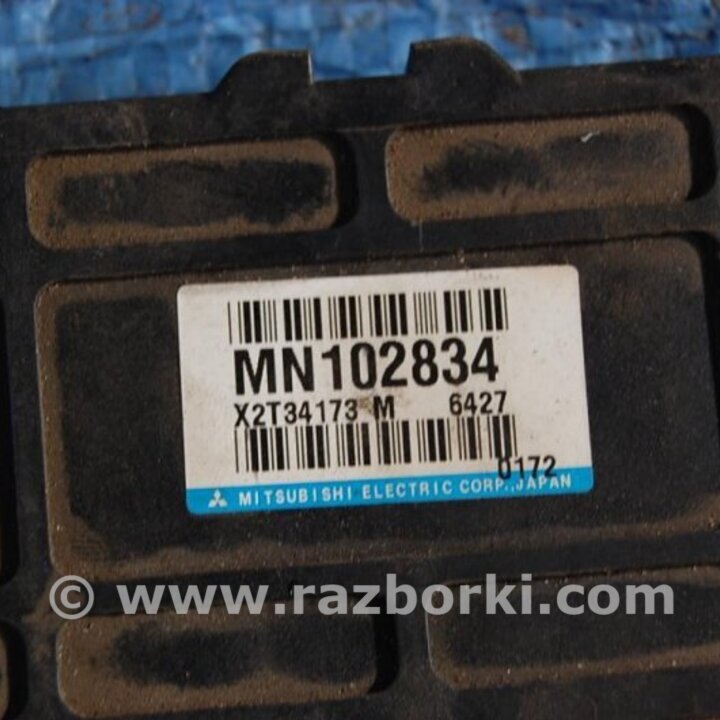 MN102834
X2T34173 M 6427
0172
MITSUBISHI ELECTRIC CORP.,JAPAN
© www.razborki.com